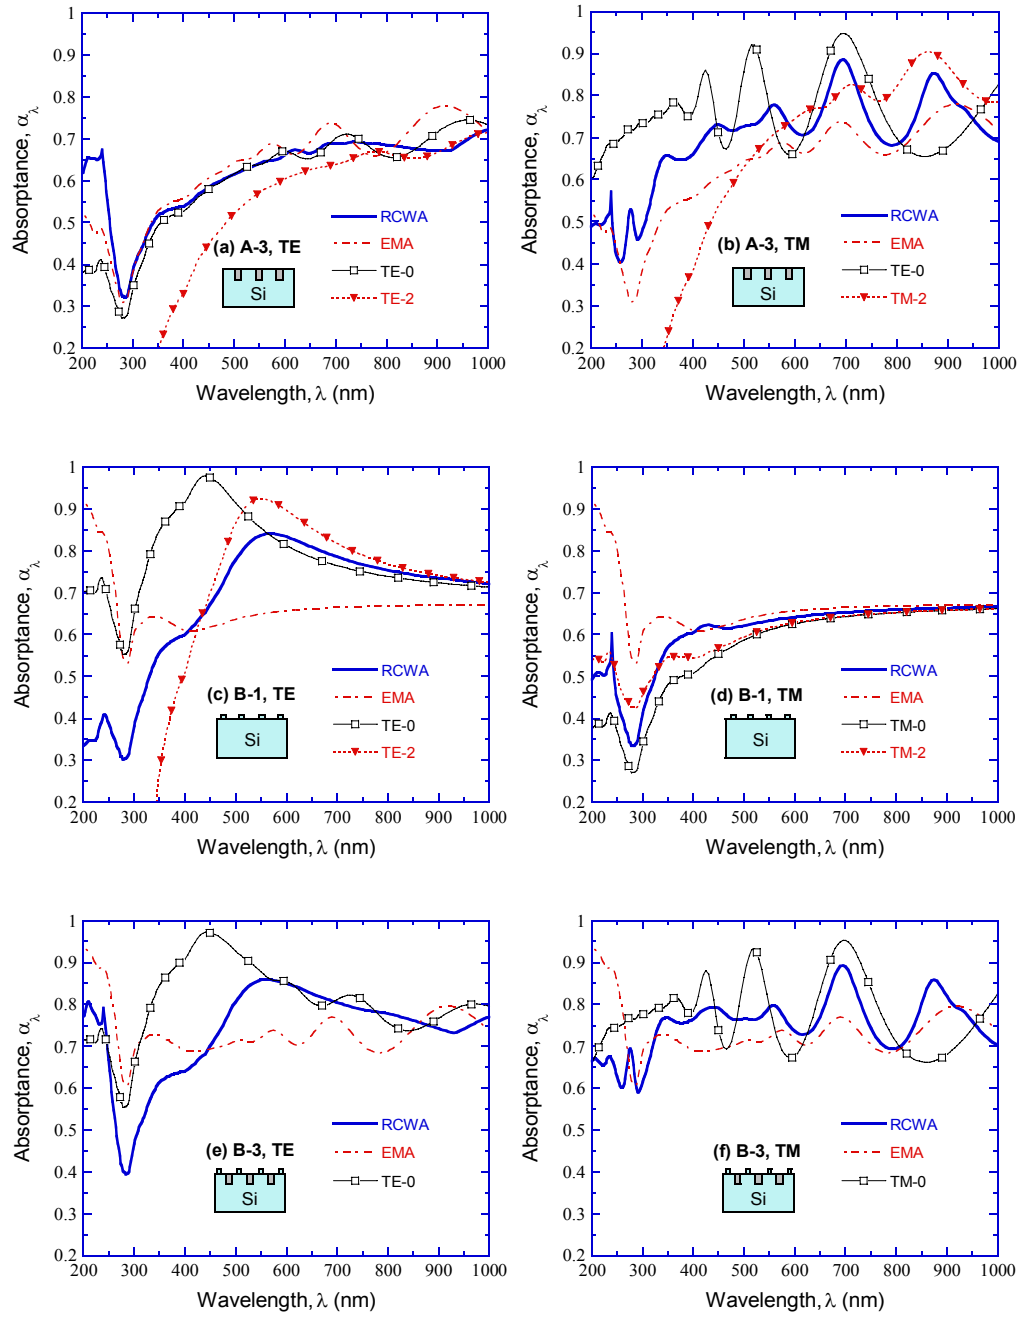 1
0.9
0.8
0.7
0.6
0.5
0.4
0.3
0.2
Absorptance, αλ
RCWA
EMA
TE-0
TE-2
(a) A-3, TE
Si
200 300 400 500 600 700 800 900 1000
Wavelength, λ (nm)
1
0.9
0.8
0.7
0.6
0.5
0.4
0.3
0.2
Absorptance, αλ
RCWA
EMA
TE-0
TM-2
(b) A-3, TM
Si
200 300 400 500 600 700 800 900 1000
Wavelength, λ (nm)
1
0.9
0.8
0.7
0.6
0.5
0.4
0.3
0.2
Absorptance, αλ
RCWA
EMA
TE-0
TE-2
(c) B-1, TE
Si
200 300 400 500 600 700 800 900 1000
Wavelength, λ (nm)
1
0.9
0.8
0.7
0.6
0.5
0.4
0.3
0.2
Absorptance, αλ
RCWA
EMA
TM-0
TM-2
(d) B-1, TM
Si
200 300 400 500 600 700 800 900 1000
Wavelength, λ (nm)
1
0.9
0.8
0.7
0.6
0.5
0.4
0.3
0.2
Absorptance, αλ
RCWA
EMA
TE-0
(e) B-3, TE
Si
200 300 400 500 600 700 800 900 1000
Wavelength, λ (nm)
1
0.9
0.8
0.7
0.6
0.5
0.4
0.3
0.2
Absorptance, αλ
RCWA
EMA
TM-0
(f) B-3, TM
Si
200 300 400 500 600 700 800 900 1000
Wavelength, λ (nm)